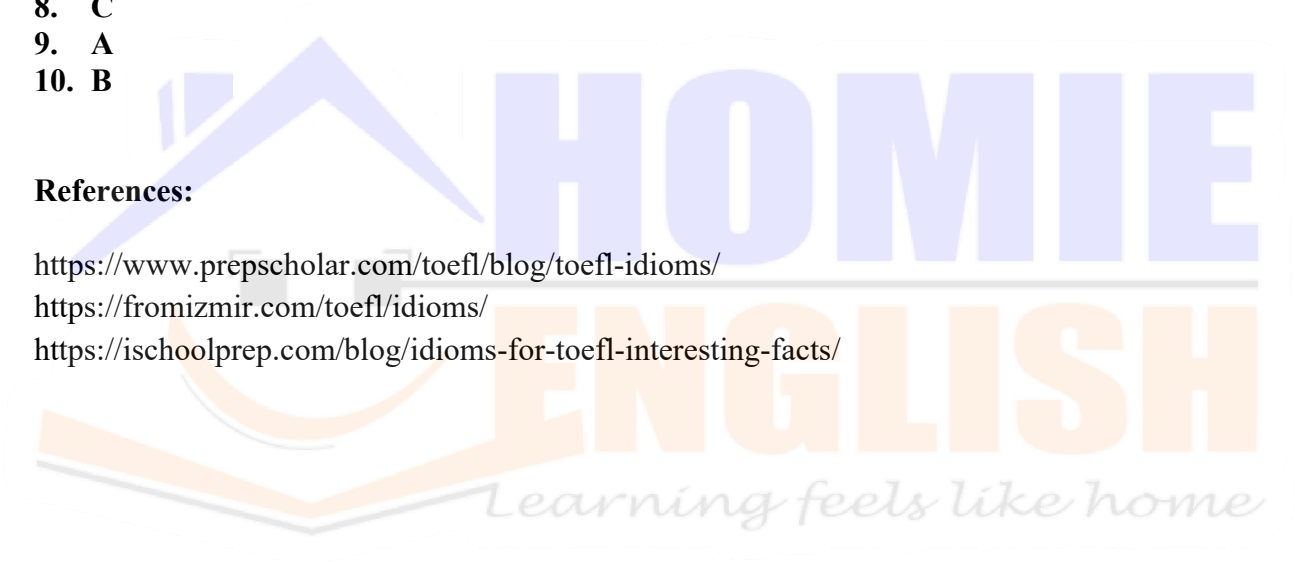 8. C
9. A
10. B
References:
https://www.prepscholar.com/toefl/blog/toefl-idioms/
https://fromizmir.com/toefl/idioms/
https://ischoolprep.com/blog/idioms-for-toefl-interesting-facts/
HOMIE
ENGLISH
Learning feels like home